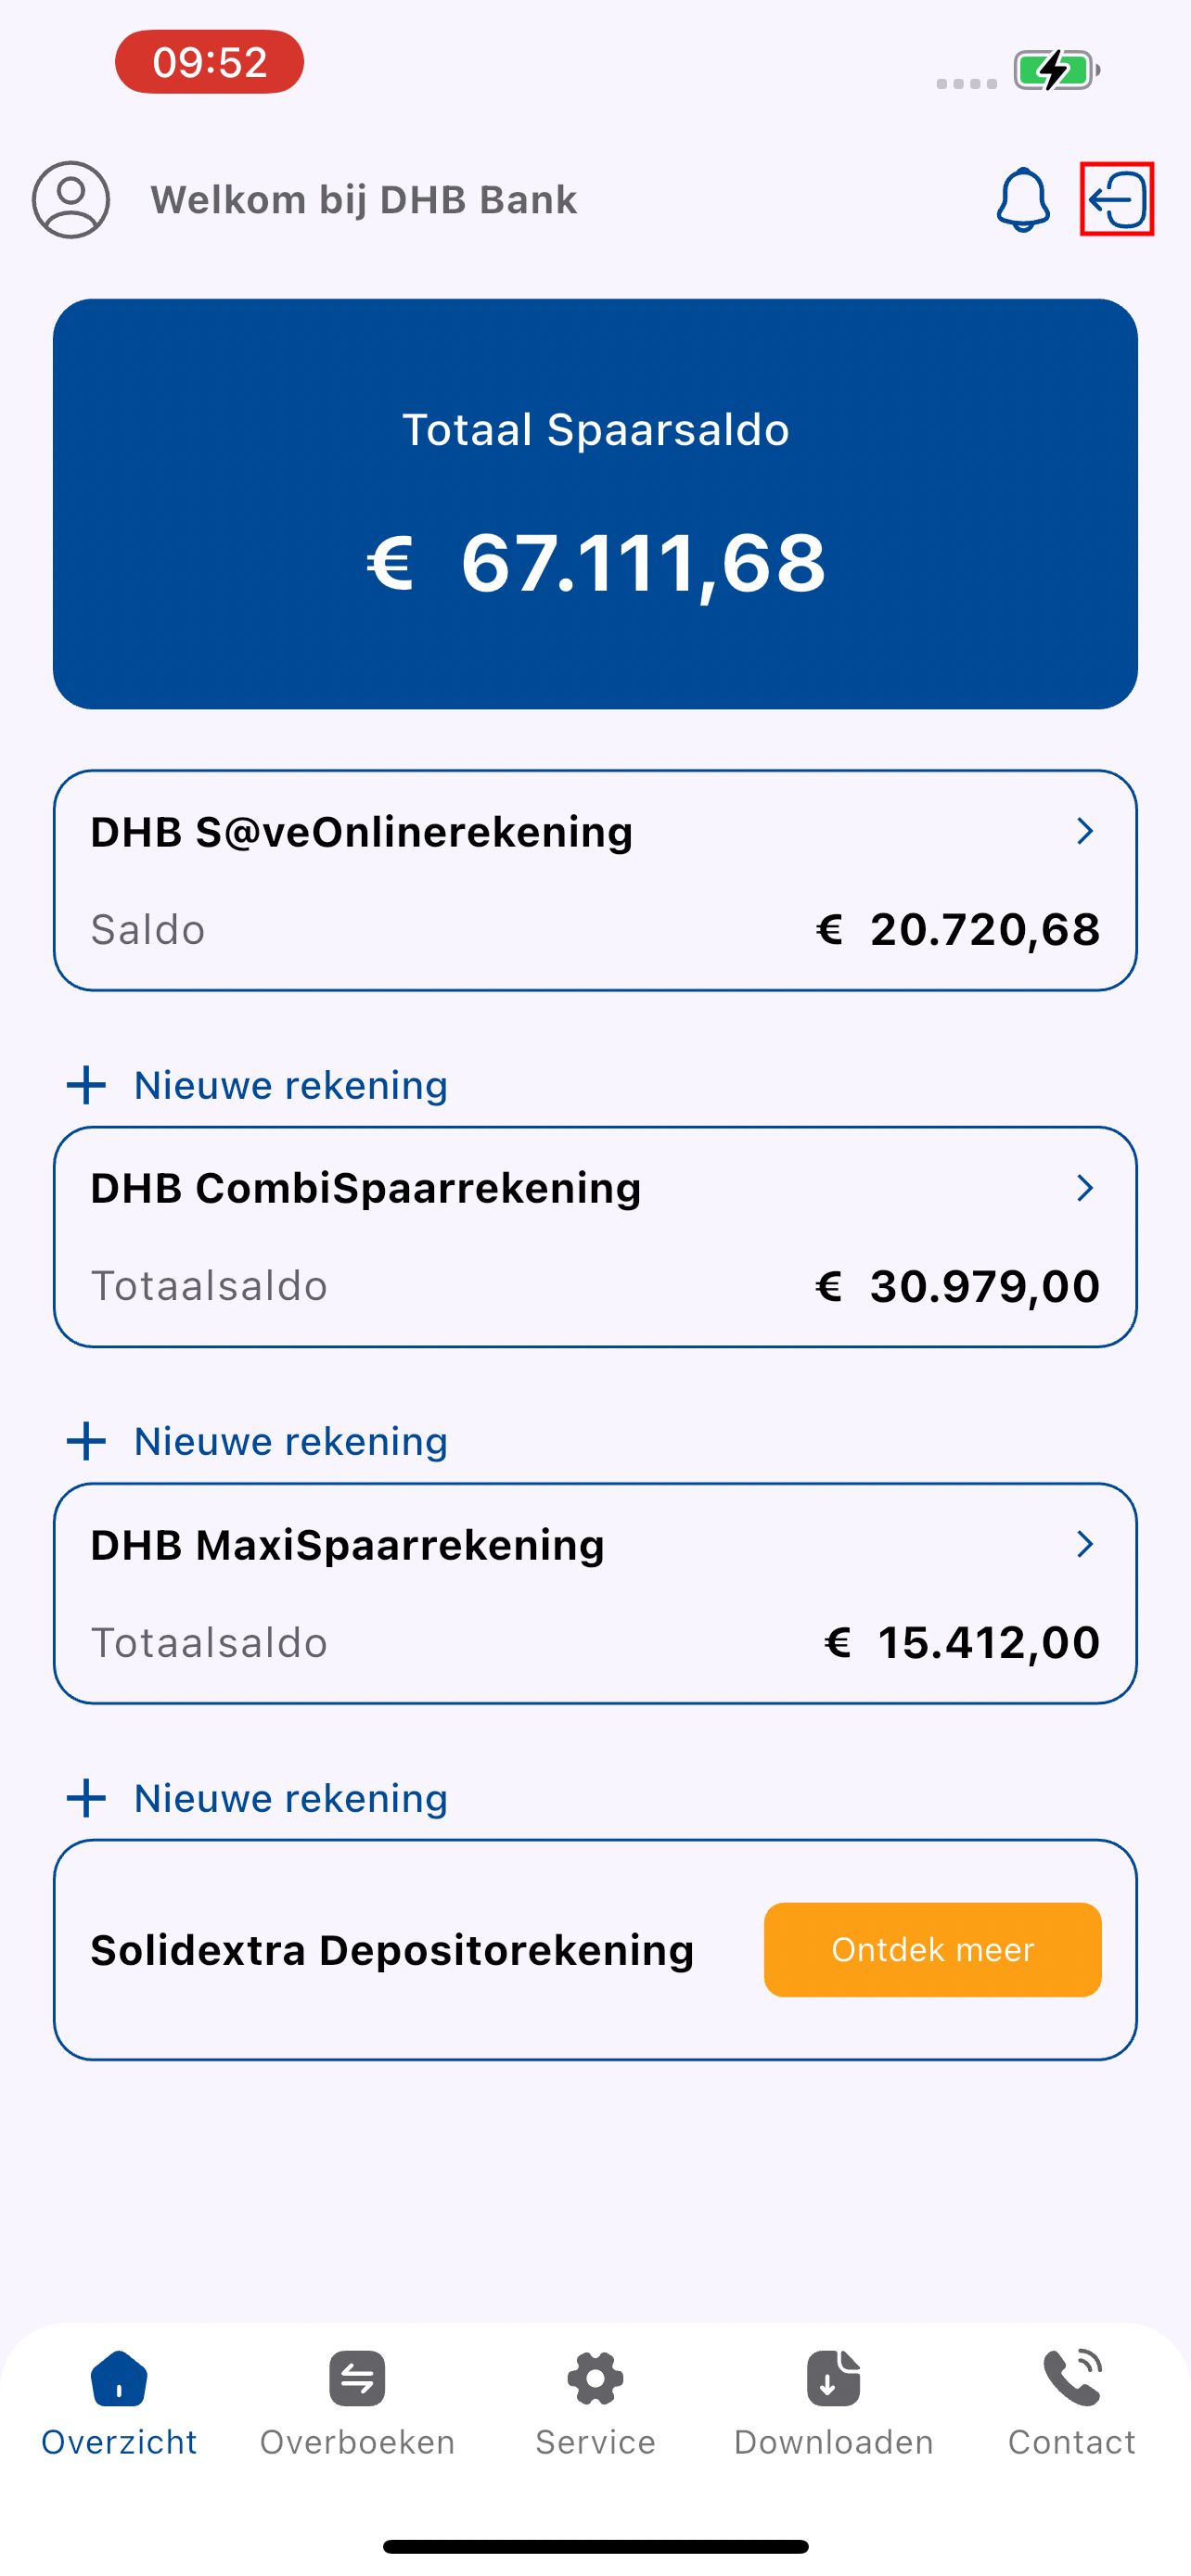 09:52
Welkom bij DHB Bank
Totaal Spaarsaldo
€ 67.111,68
DHB S@veOnlinerekening
Saldo € 20.720,68
+ Nieuwe rekening
DHB CombiSpaarrekening
Totaalsaldo € 30.979,00
+ Nieuwe rekening
DHB MaxiSpaarrekening
Totaalsaldo € 15.412,00
+ Nieuwe rekening
Solidextra Depositorekening Ontdek meer
Overzicht Overboeken Service Downloaden Contact